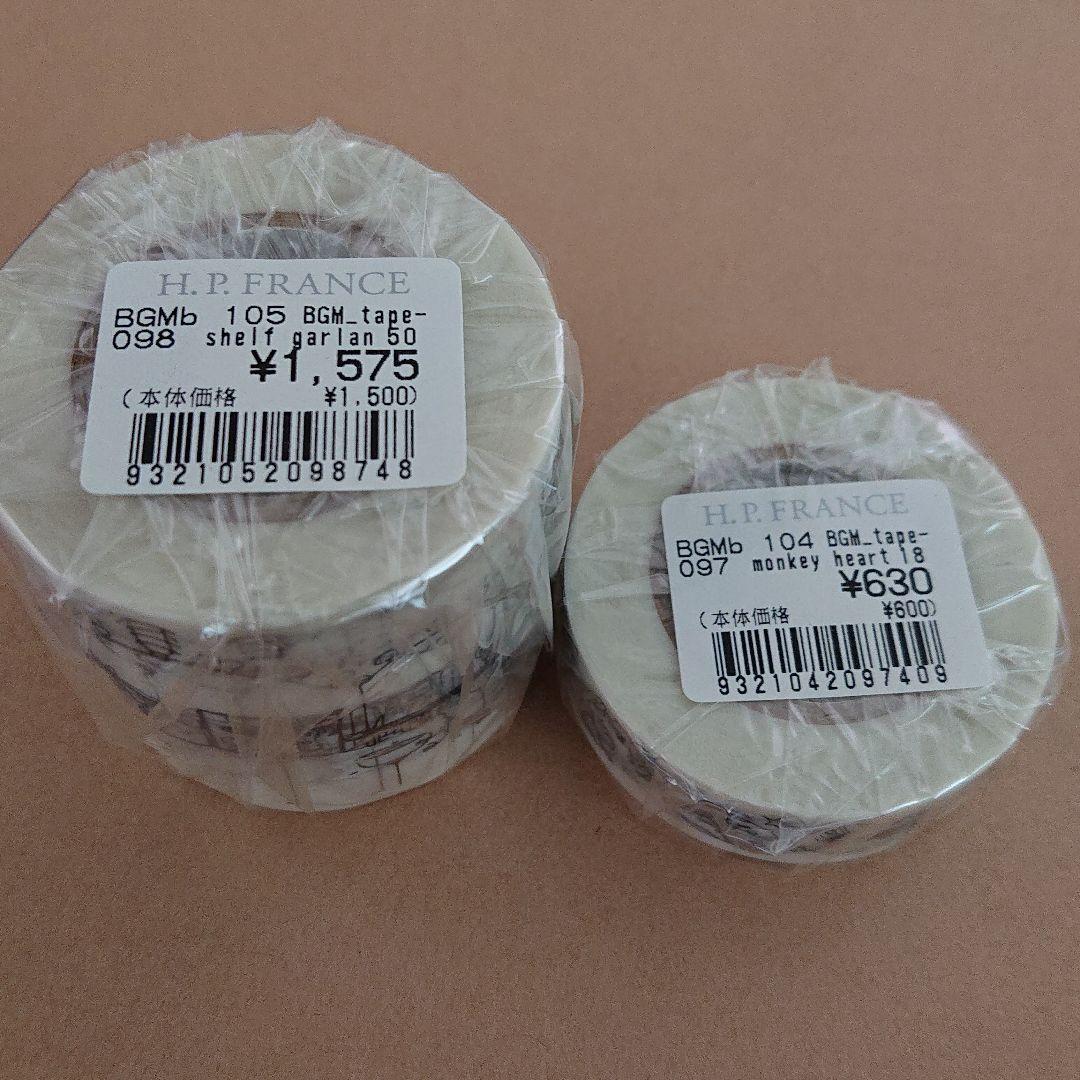 H.P. FRANCE
BGMb 105 BGM_tape-
098 shelf garlan 50
¥1,575
(本体価格 ¥1,500)
9321052098748
H.P. FRANCE
BGMb 104 BGM_tape-
097 monkey heart 18
¥630
(本体価格 ¥600)
9321042097409